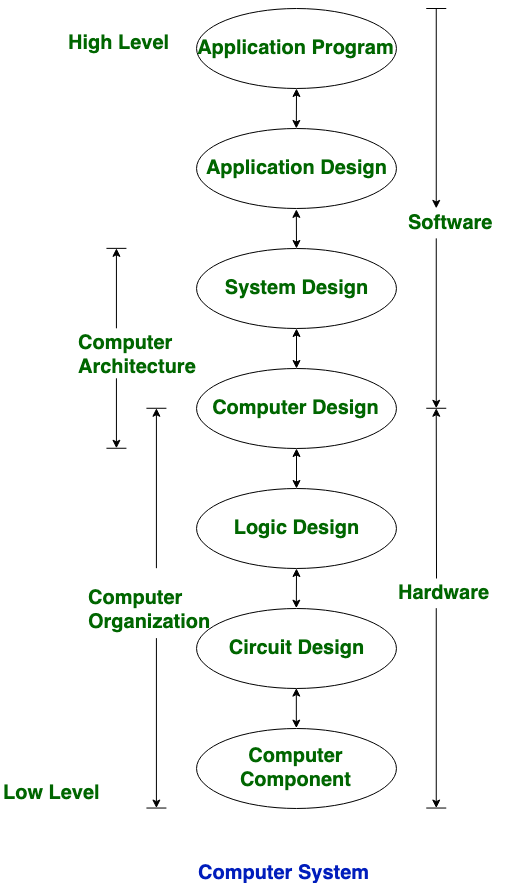 High Level
Application Program
Application Design
Software
System Design
Computer
Architecture
Computer Design
Logic Design
Hardware
Computer
Organization
Circuit Design
Computer
Component
Low Level
Computer System